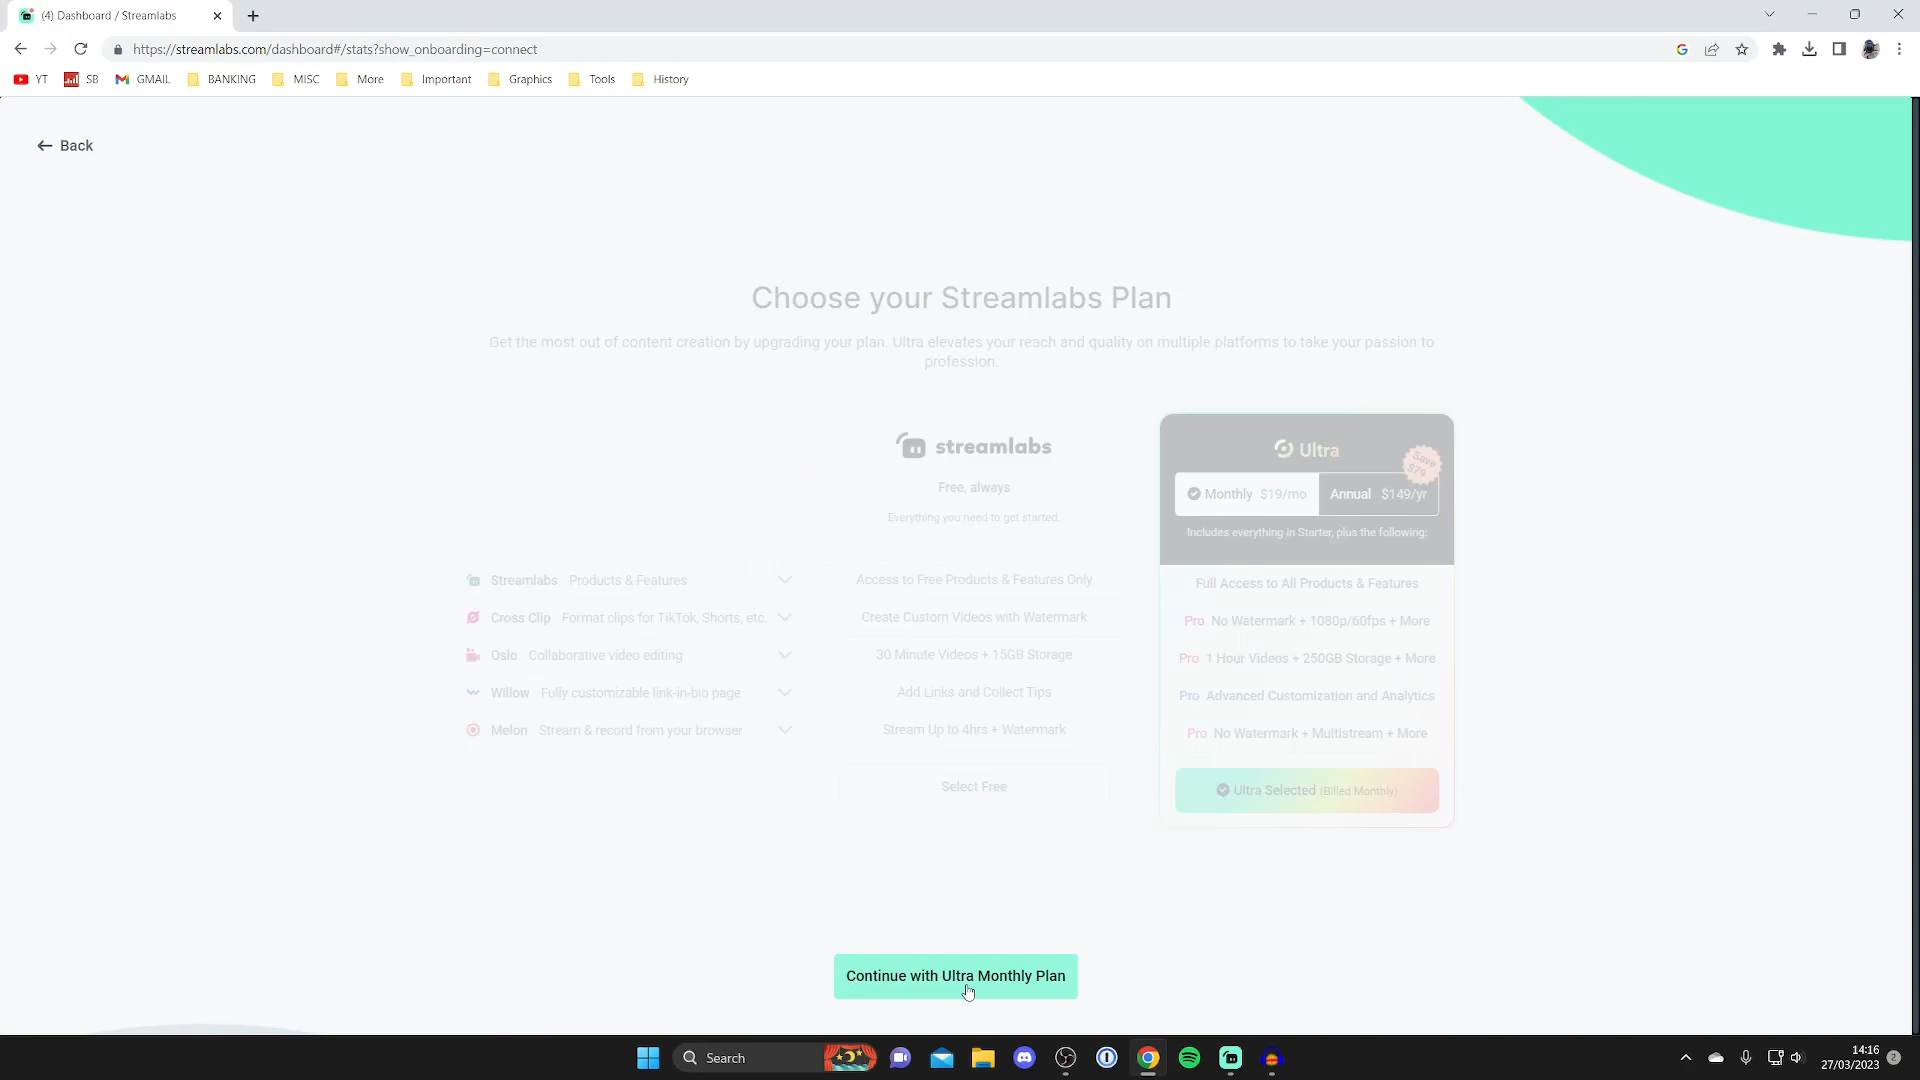 (4) Dashboard / Streamlabs
https://streamlabs.com/dashboard#/stats?show_onboarding=connect
YT
SB
GMAIL
BANKING
MISC
More
Important
Graphics
Tools
History
Back
Choose your Streamlabs Plan
Get the most out of content creation by upgrading your plan. Ultra elevates your reach and quality on multiple platforms to take your passion to
profession.
streamlabs
Free, always
Everything you need to get started.
Ultra
Save
$79
Monthly $19/mo
Annual $149/yr
Includes everything in Starter, plus the following:
Streamlabs Products & Features
Access to Free Products & Features Only
Full Access to All Products & Features
Cross Clip Format clips for TikTok, Shorts, etc.
Create Custom Videos with Watermark
Pro No Watermark + 1080p/60fps + More
Oslo Collaborative video editing
30 Minute Videos + 15GB Storage
Pro 1 Hour Videos + 250GB Storage + More
Willow Fully customizable link-in-bio page
Add Links and Collect Tips
Pro Advanced Customization and Analytics
Melon Stream & record from your browser
Stream Up to 4hrs + Watermark
Pro No Watermark + Multistream + More
Select Free
Ultra Selected (Billed Monthly)
Continue with Ultra Monthly Plan
Search
14:16
27/03/2023
2